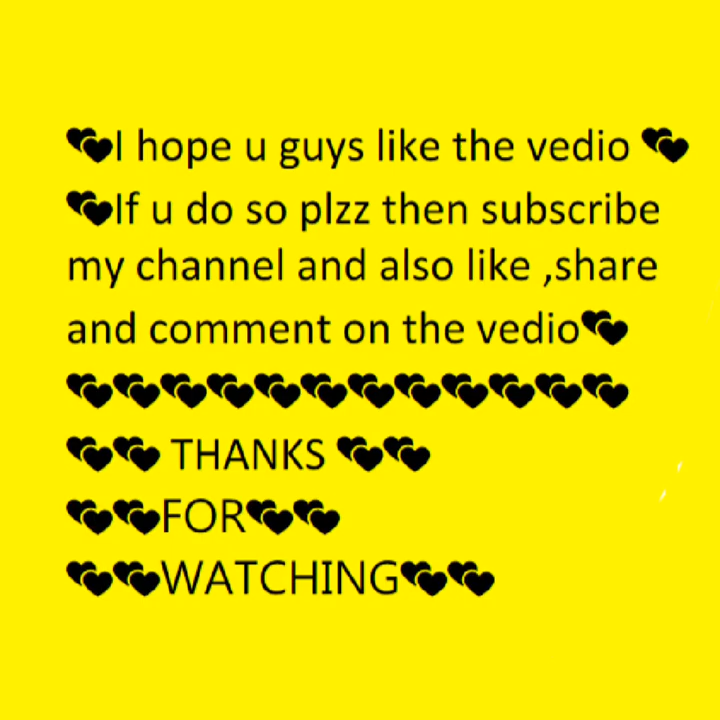 💕I hope u guys like the vedio 💕
💕If u do so plzz then subscribe
my channel and also like ,share
and comment on the vedio💕
💕💕💕💕💕💕💕💕💕💕💕💕
💕💕 THANKS 💕💕
💕💕FOR💕💕
💕💕WATCHING💕💕